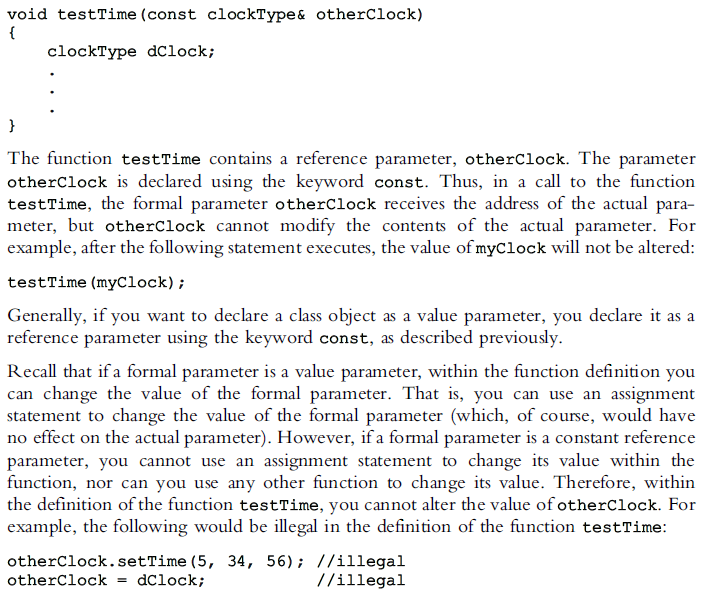 void testTime(const clockType& otherClock)
{
    clockType dClock;
    .
    .
    .
}
The function testTime contains a reference parameter, otherClock. The parameter
otherClock is declared using the keyword const. Thus, in a call to the function
testTime, the formal parameter otherClock receives the address of the actual para-
meter, but otherClock cannot modify the contents of the actual parameter. For
example, after the following statement executes, the value of myClock will not be altered:
testTime(myClock);
Generally, if you want to declare a class object as a value parameter, you declare it as a
reference parameter using the keyword const, as described previously.
Recall that if a formal parameter is a value parameter, within the function definition you
can change the value of the formal parameter. That is, you can use an assignment
statement to change the value of the formal parameter (which, of course, would have
no effect on the actual parameter). However, if a formal parameter is a constant reference
parameter, you cannot use an assignment statement to change its value within the
function, nor can you use any other function to change its value. Therefore, within
the definition of the function testTime, you cannot alter the value of otherClock. For
example, the following would be illegal in the definition of the function testTime:
otherClock.setTime(5, 34, 56); //illegal
otherClock = dClock;           //illegal